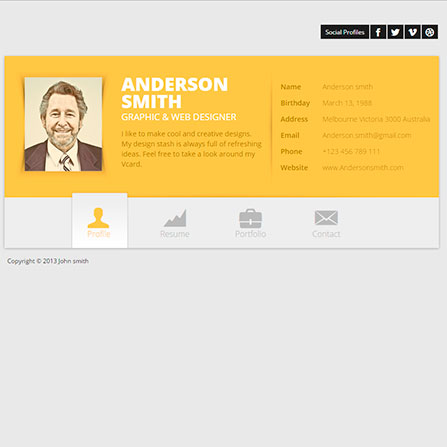 Social Profiles
ANDERSON
SMITH
GRAPHIC & WEB DESIGNER
I like to make cool and creative designs.
My design stash is always full of refreshing
ideas. Feel free to take a look around my
Vcard.
Name Anderson smith
Birthday March 13, 1988
Address Melbourne Victoria 3000 Australia
Email Anderson.smith@gmail.com
Phone +123 456 789 111
Website www.Andersonsmith.com
Profile
Resume
Portfolio
Contact
Copyright © 2013 John smith